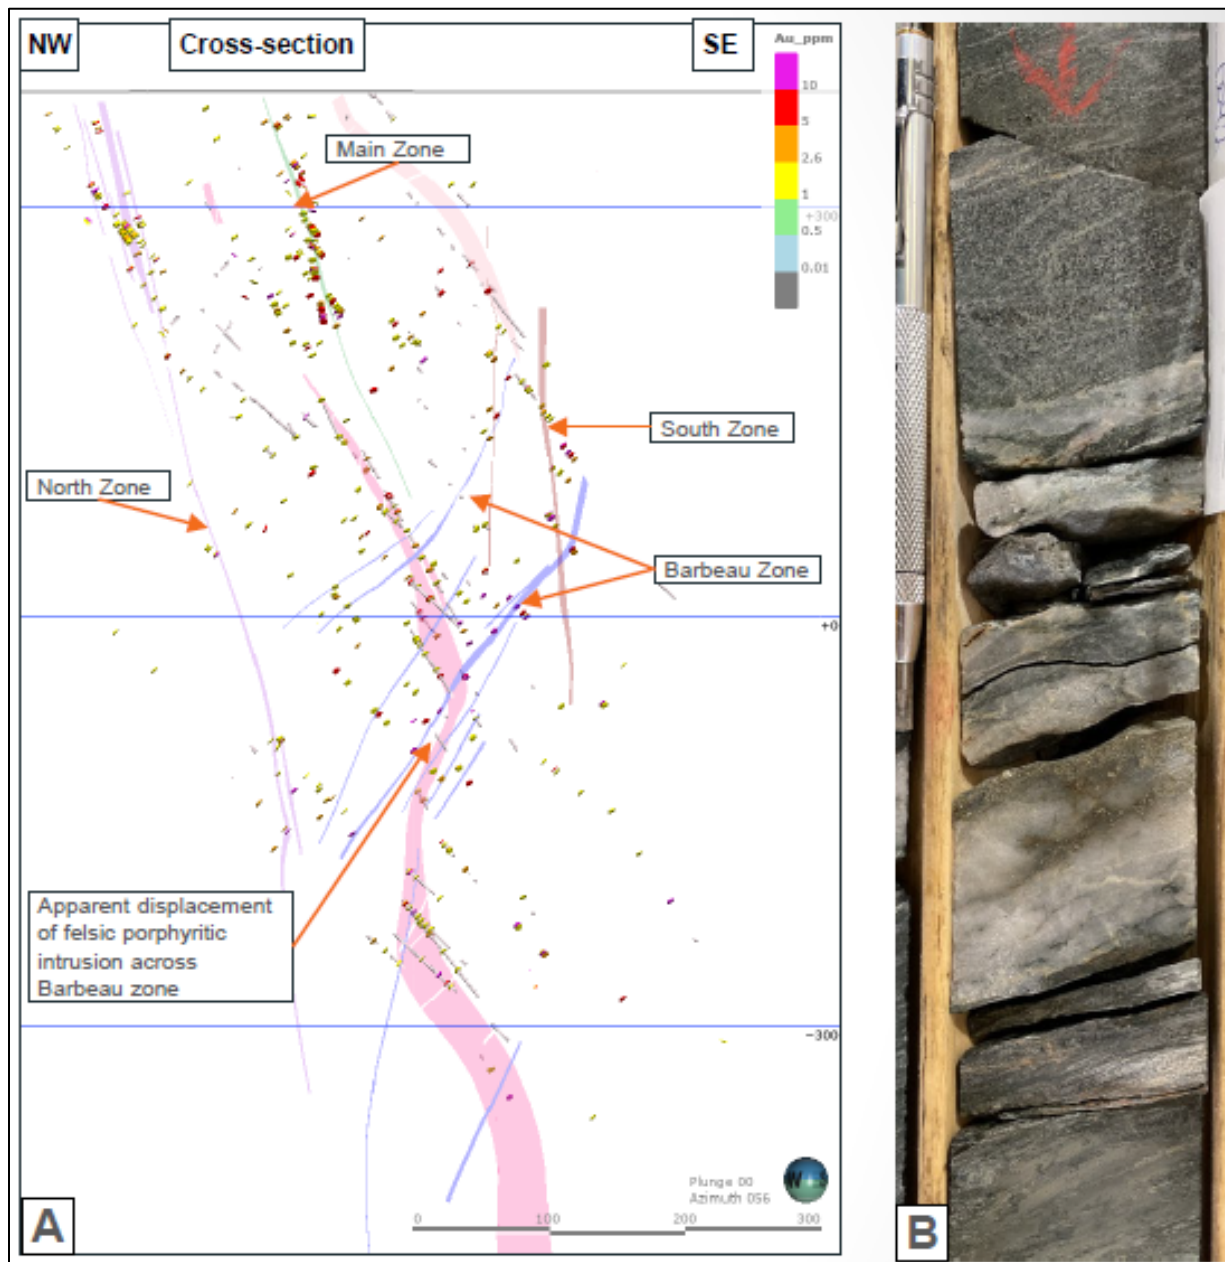 NW
Cross-section
SE
Au_ppm
10
5
2.6
1
+300
0.5
0.01
Main Zone
South Zone
North Zone
Barbeau Zone
+0
Apparent displacement
of felsic porphyritic
intrusion across
Barbeau zone
-300
Plunge 00
Azimuth 056
0
100
200
300
A
B